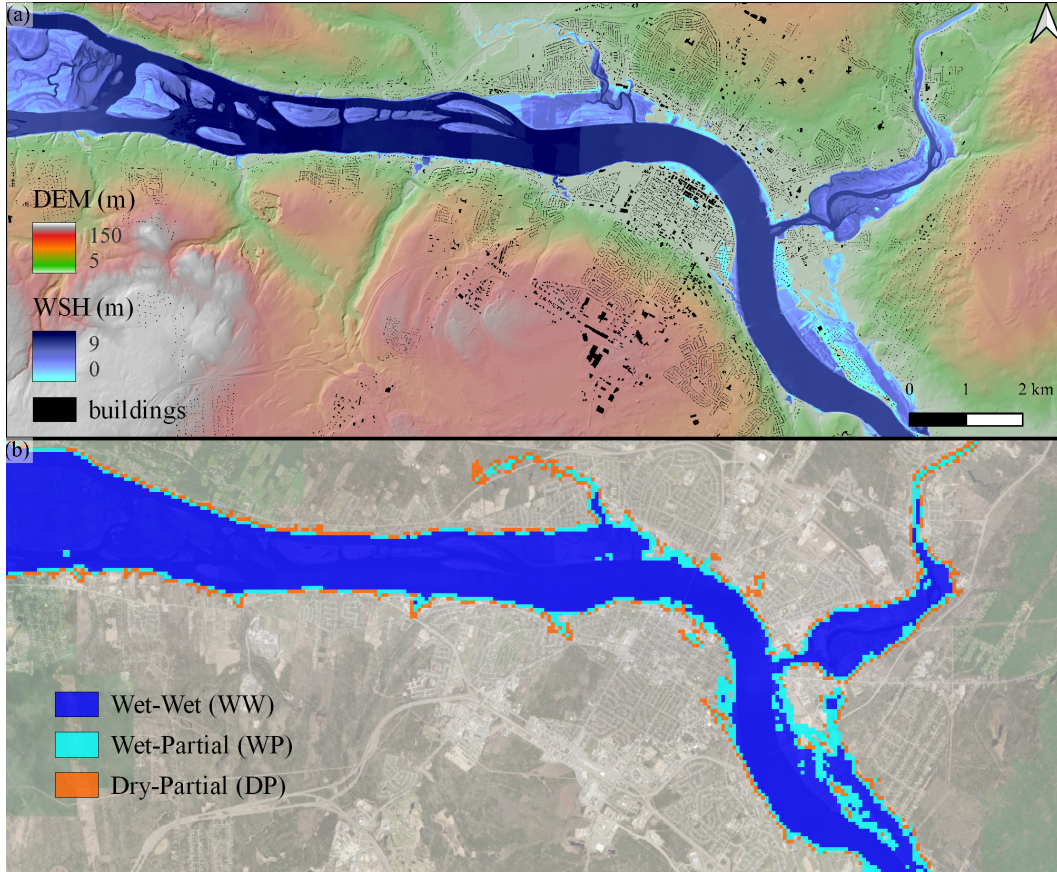 (a)
DEM (m)
150
5
WSH (m)
9
0
buildings
0 1 2 km
(b)
Wet-Wet (WW)
Wet-Partial (WP)
Dry-Partial (DP)